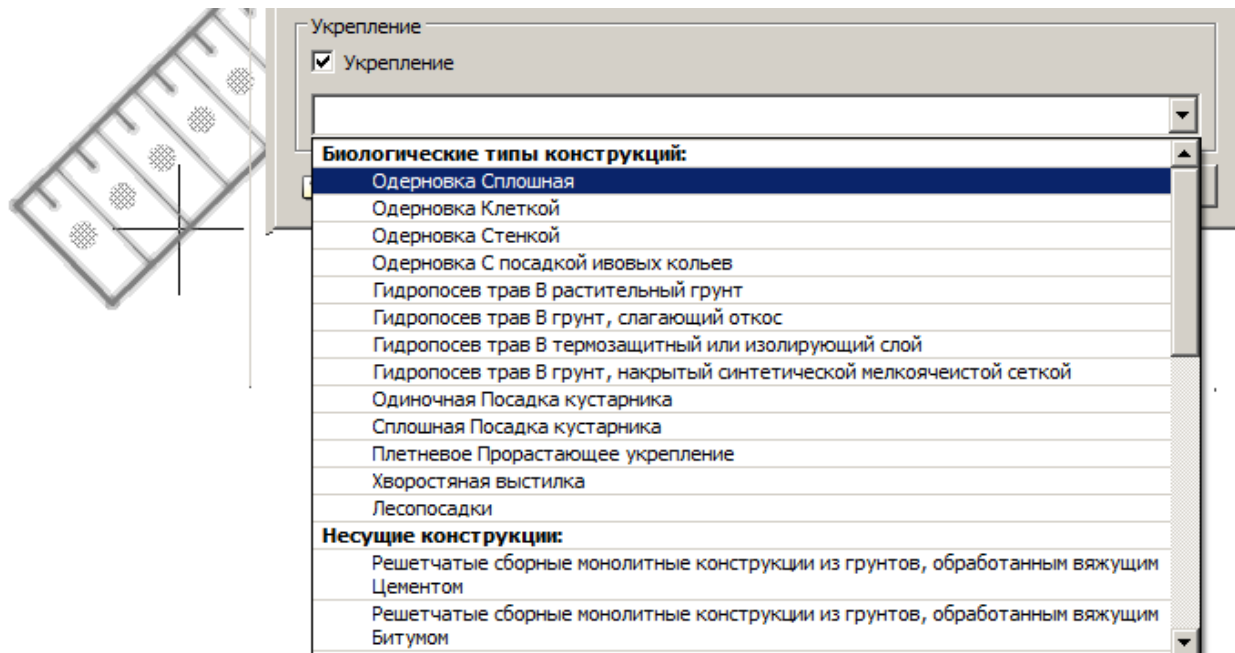 Укрепление
Укрепление
Биологические типы конструкций:
Одерновка Сплошная
Одерновка Клеткой
Одерновка Стенкой
Одерновка С посадкой ивовых кольев
Гидропосев трав В растительный грунт
Гидропосев трав В грунт, слагающий откос
Гидропосев трав В термозащитный или изолирующий слой
Гидропосев трав В грунт, накрытый синтетической мелкоячеистой сеткой
Одиночная Посадка кустарника
Сплошная Посадка кустарника
Плетневое Прорастающее укрепление
Хворостяная выстилка
Лесопосадки
Несущие конструкции:
Решетчатые сборные монолитные конструкции из грунтов, обработанным вяжущим
Цементом
Решетчатые сборные монолитные конструкции из грунтов, обработанным вяжущим
Битумом